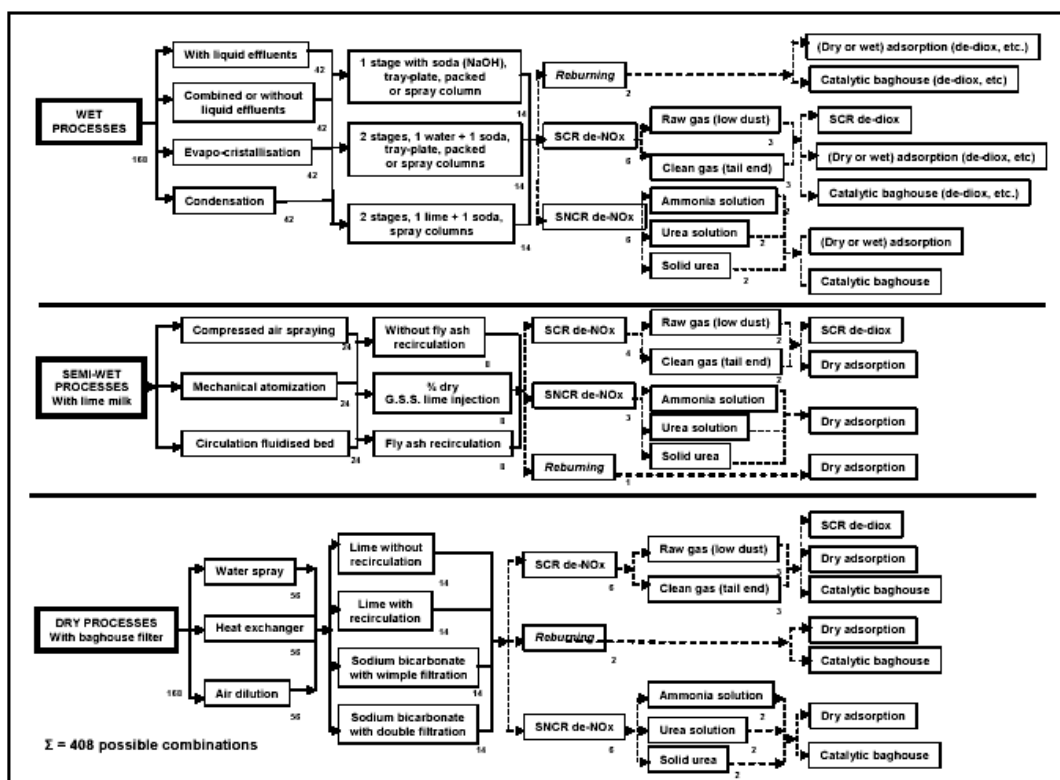 WET
PROCESSES
168
With liquid effluents
42
Combined or without
liquid effluents
42
Evapo-cristallisation
42
Condensation
42
1 stage with soda (NaOH),
tray-plate, packed
or spray column
14
2 stages, 1 water + 1 soda,
tray-plate, packed
or spray columns
14
2 stages, 1 lime + 1 soda,
spray columns
14
Reburning
2
SCR de-NOx
6
SNCR de-NOx
6
Raw gas (low dust)
3
Clean gas (tail end)
3
Ammonia solution
2
Urea solution
2
Solid urea
2
(Dry or wet) adsorption (de-diox, etc.)
Catalytic baghouse (de-diox, etc)
SCR de-diox
(Dry or wet) adsorption (de-diox, etc)
Catalytic baghouse (de-diox, etc.)
(Dry or wet) adsorption
Catalytic baghouse
SEMI-WET
PROCESSES
With lime milk
Compressed air spraying
24
Mechanical atomization
24
Circulation fluidised bed
24
Without fly ash
recirculation
8
¾ dry
G.S.S. lime injection
8
Fly ash recirculation
8
SCR de-NOx
4
SNCR de-NOx
3
Reburning
1
Raw gas (low dust)
2
Clean gas (tail end)
2
Ammonia solution
Urea solution
Solid urea
SCR de-diox
Dry adsorption
Dry adsorption
Dry adsorption
DRY PROCESSES
With baghouse filter
168
Water spray
56
Heat exchanger
56
Air dilution
56
Lime without
recirculation
14
Lime with
recirculation
14
Sodium bicarbonate
with wimple filtration
14
Sodium bicarbonate
with double filtration
14
SCR de-NOx
6
Reburning
2
SNCR de-NOx
6
Raw gas (low dust)
3
Clean gas (tail end)
3
Ammonia solution
2
Urea solution
2
Solid urea
2
SCR de-diox
Dry adsorption
Catalytic baghouse
Dry adsorption
Catalytic baghouse
Dry adsorption
Catalytic baghouse
Σ = 408 possible combinations